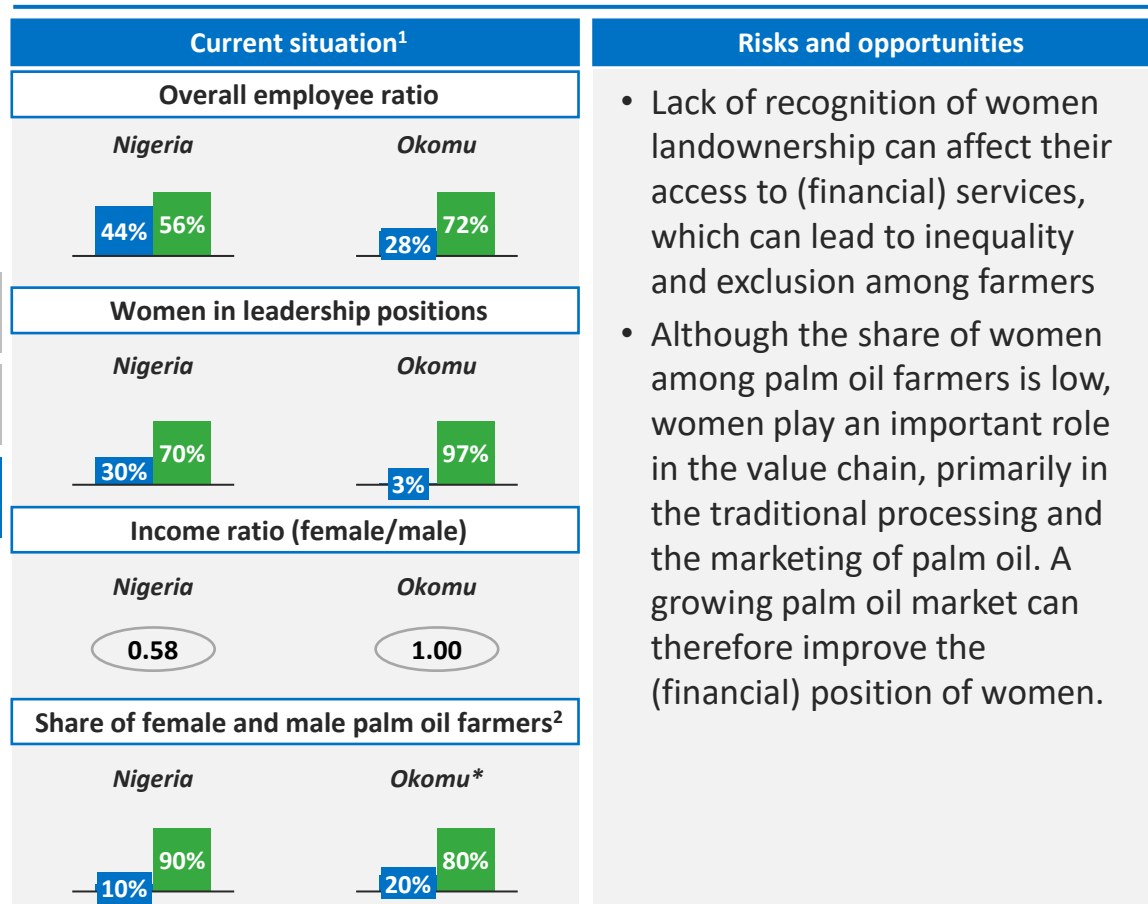 Current situation1
Overall employee ratio
Nigeria Okomu
44% 56% 28% 72%
Women in leadership positions
Nigeria Okomu
30% 70% 3% 97%
Income ratio (female/male)
Nigeria Okomu
0.58 1.00
Share of female and male palm oil farmers2
Nigeria Okomu*
10% 90% 20% 80%
Risks and opportunities
• Lack of recognition of women
landownership can affect their
access to (financial) services,
which can lead to inequality
and exclusion among farmers
• Although the share of women
among palm oil farmers is low,
women play an important role
in the value chain, primarily in
the traditional processing and
the marketing of palm oil. A
growing palm oil market can
therefore improve the
(financial) position of women.